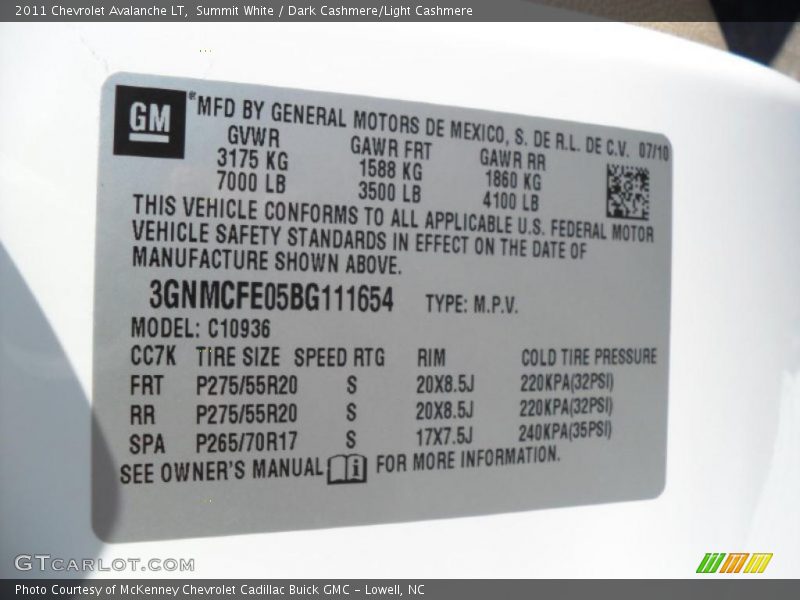 2011 Chevrolet Avalanche LT, Summit White / Dark Cashmere/Light Cashmere
GM
MFD BY GENERAL MOTORS DE MEXICO, S. DE R.L. DE C.V. 07/10
GVWR GAWR FRT GAWR RR
3175 KG 1588 KG 1860 KG
7000 LB 3500 LB 4100 LB
THIS VEHICLE CONFORMS TO ALL APPLICABLE U.S. FEDERAL MOTOR
VEHICLE SAFETY STANDARDS IN EFFECT ON THE DATE OF
MANUFACTURE SHOWN ABOVE.
3GNMCFE05BG111654 TYPE: M.P.V.
MODEL: C10936
CC7K TIRE SIZE SPEED RTG RIM COLD TIRE PRESSURE
FRT P275/55R20 S 20X8.5J 220KPA(32PSI)
RR P275/55R20 S 20X8.5J 220KPA(32PSI)
SPA P265/70R17 S 17X7.5J 240KPA(35PSI)
SEE OWNER'S MANUAL i FOR MORE INFORMATION.
GTCARLOT.COM
Photo Courtesy of McKenney Chevrolet Cadillac Buick GMC - Lowell, NC